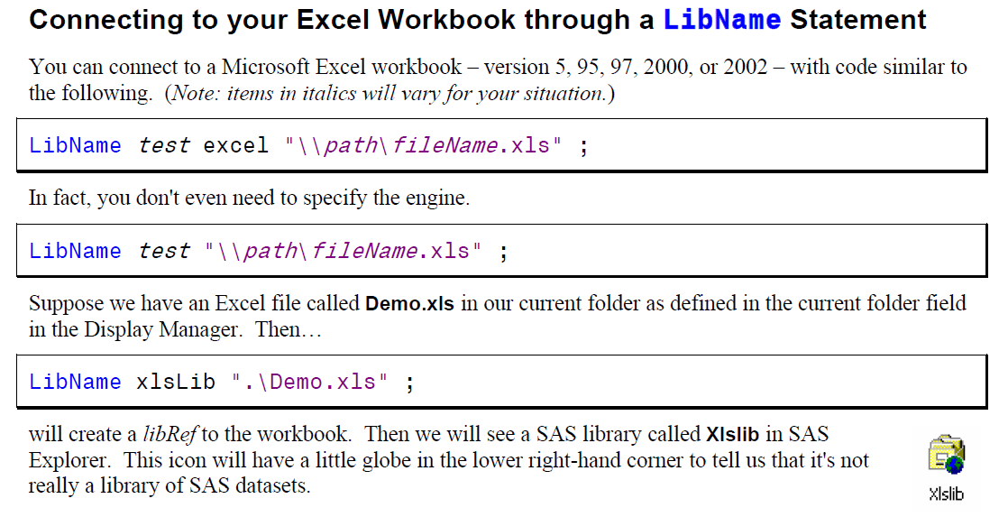 Connecting to your Excel Workbook through a LibName Statement
You can connect to a Microsoft Excel workbook – version 5, 95, 97, 2000, or 2002 – with code similar to
the following.  (Note: items in italics will vary for your situation.)
LibName test excel "\\path\fileName.xls" ;
In fact, you don't even need to specify the engine.
LibName test "\\path\fileName.xls" ;
Suppose we have an Excel file called Demo.xls in our current folder as defined in the current folder field
in the Display Manager.  Then…
LibName xlsLib ".\Demo.xls" ;
will create a libRef to the workbook.  Then we will see a SAS library called Xlslib in SAS
Explorer.  This icon will have a little globe in the lower right-hand corner to tell us that it's not
really a library of SAS datasets.
Xlslib